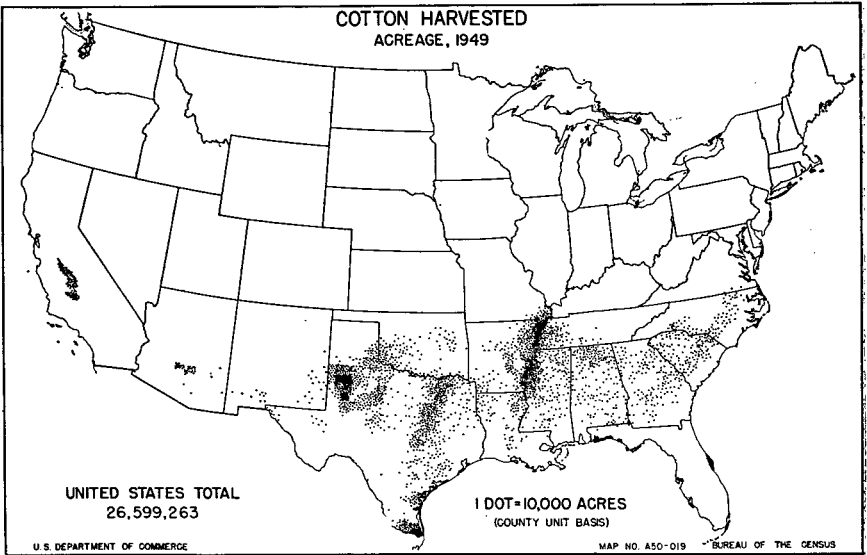 COTTON HARVESTED
ACREAGE, 1949
UNITED STATES TOTAL
26,599,263
1 DOT=10,000 ACRES
(COUNTY UNIT BASIS)
U.S. DEPARTMENT OF COMMERCE
MAP NO. A50-019
BUREAU OF THE CENSUS